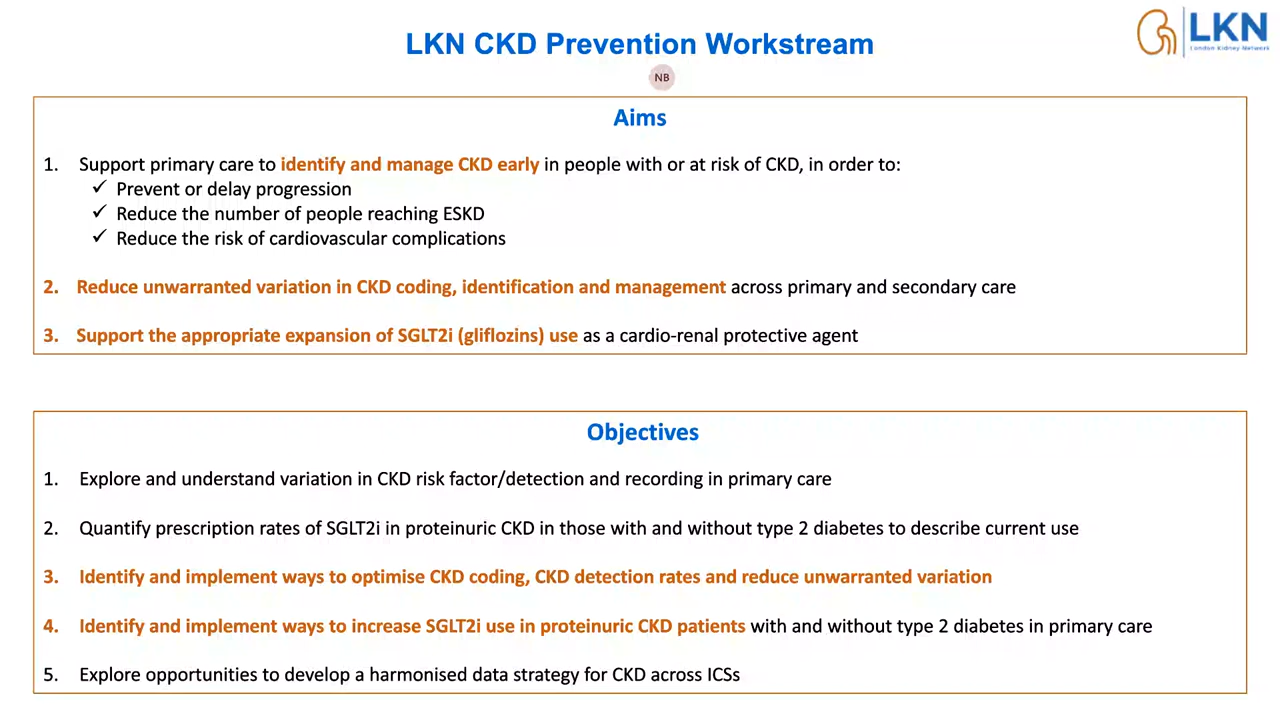 LKN CKD Prevention Workstream
LKN
London Kidney Network
NB
Aims
1. Support primary care to identify and manage CKD early in people with or at risk of CKD, in order to:
✓ Prevent or delay progression
✓ Reduce the number of people reaching ESKD
✓ Reduce the risk of cardiovascular complications
2. Reduce unwarranted variation in CKD coding, identification and management across primary and secondary care
3. Support the appropriate expansion of SGLT2i (gliflozins) use as a cardio-renal protective agent
Objectives
1. Explore and understand variation in CKD risk factor/detection and recording in primary care
2. Quantify prescription rates of SGLT2i in proteinuric CKD in those with and without type 2 diabetes to describe current use
3. Identify and implement ways to optimise CKD coding, CKD detection rates and reduce unwarranted variation
4. Identify and implement ways to increase SGLT2i use in proteinuric CKD patients with and without type 2 diabetes in primary care
5. Explore opportunities to develop a harmonised data strategy for CKD across ICSs